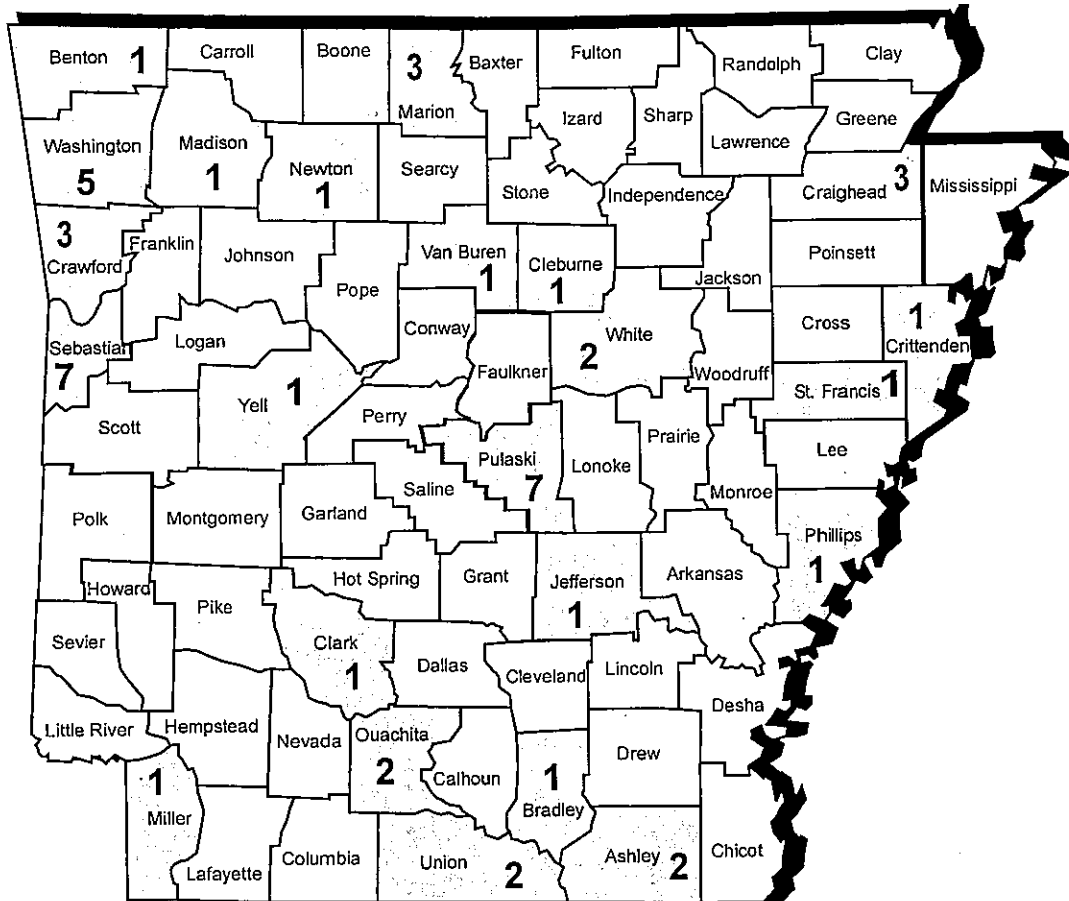 Benton 1
Carroll
Boone
3
Marion
Baxter
Fulton
Randolph
Clay
Washington
5
Madison
1
Newton
1
Searcy
Stone
Izard
Sharp
Lawrence
Greene
Independence
Craighead 3
Mississippi
3
Crawford
Franklin
Johnson
Pope
Van Buren
1
Cleburne
1
Jackson
Poinsett
Sebastian
7
Logan
Conway
Faulkner
White
2
Woodruff
Cross
1
Crittenden
Scott
Yell 1
Perry
Pulaski
7
Lonoke
Prairie
St. Francis 1
Lee
Monroe
Polk
Montgomery
Garland
Saline
Phillips
1
Howard
Pike
Hot Spring
Grant
Jefferson
1
Arkansas
Sevier
Clark
1
Dallas
Cleveland
Lincoln
Desha
Little River
Hempstead
Nevada
Ouachita
2
Calhoun
1
Bradley
Drew
1
Miller
Lafayette
Columbia
Union 2
Ashley 2
Chicot